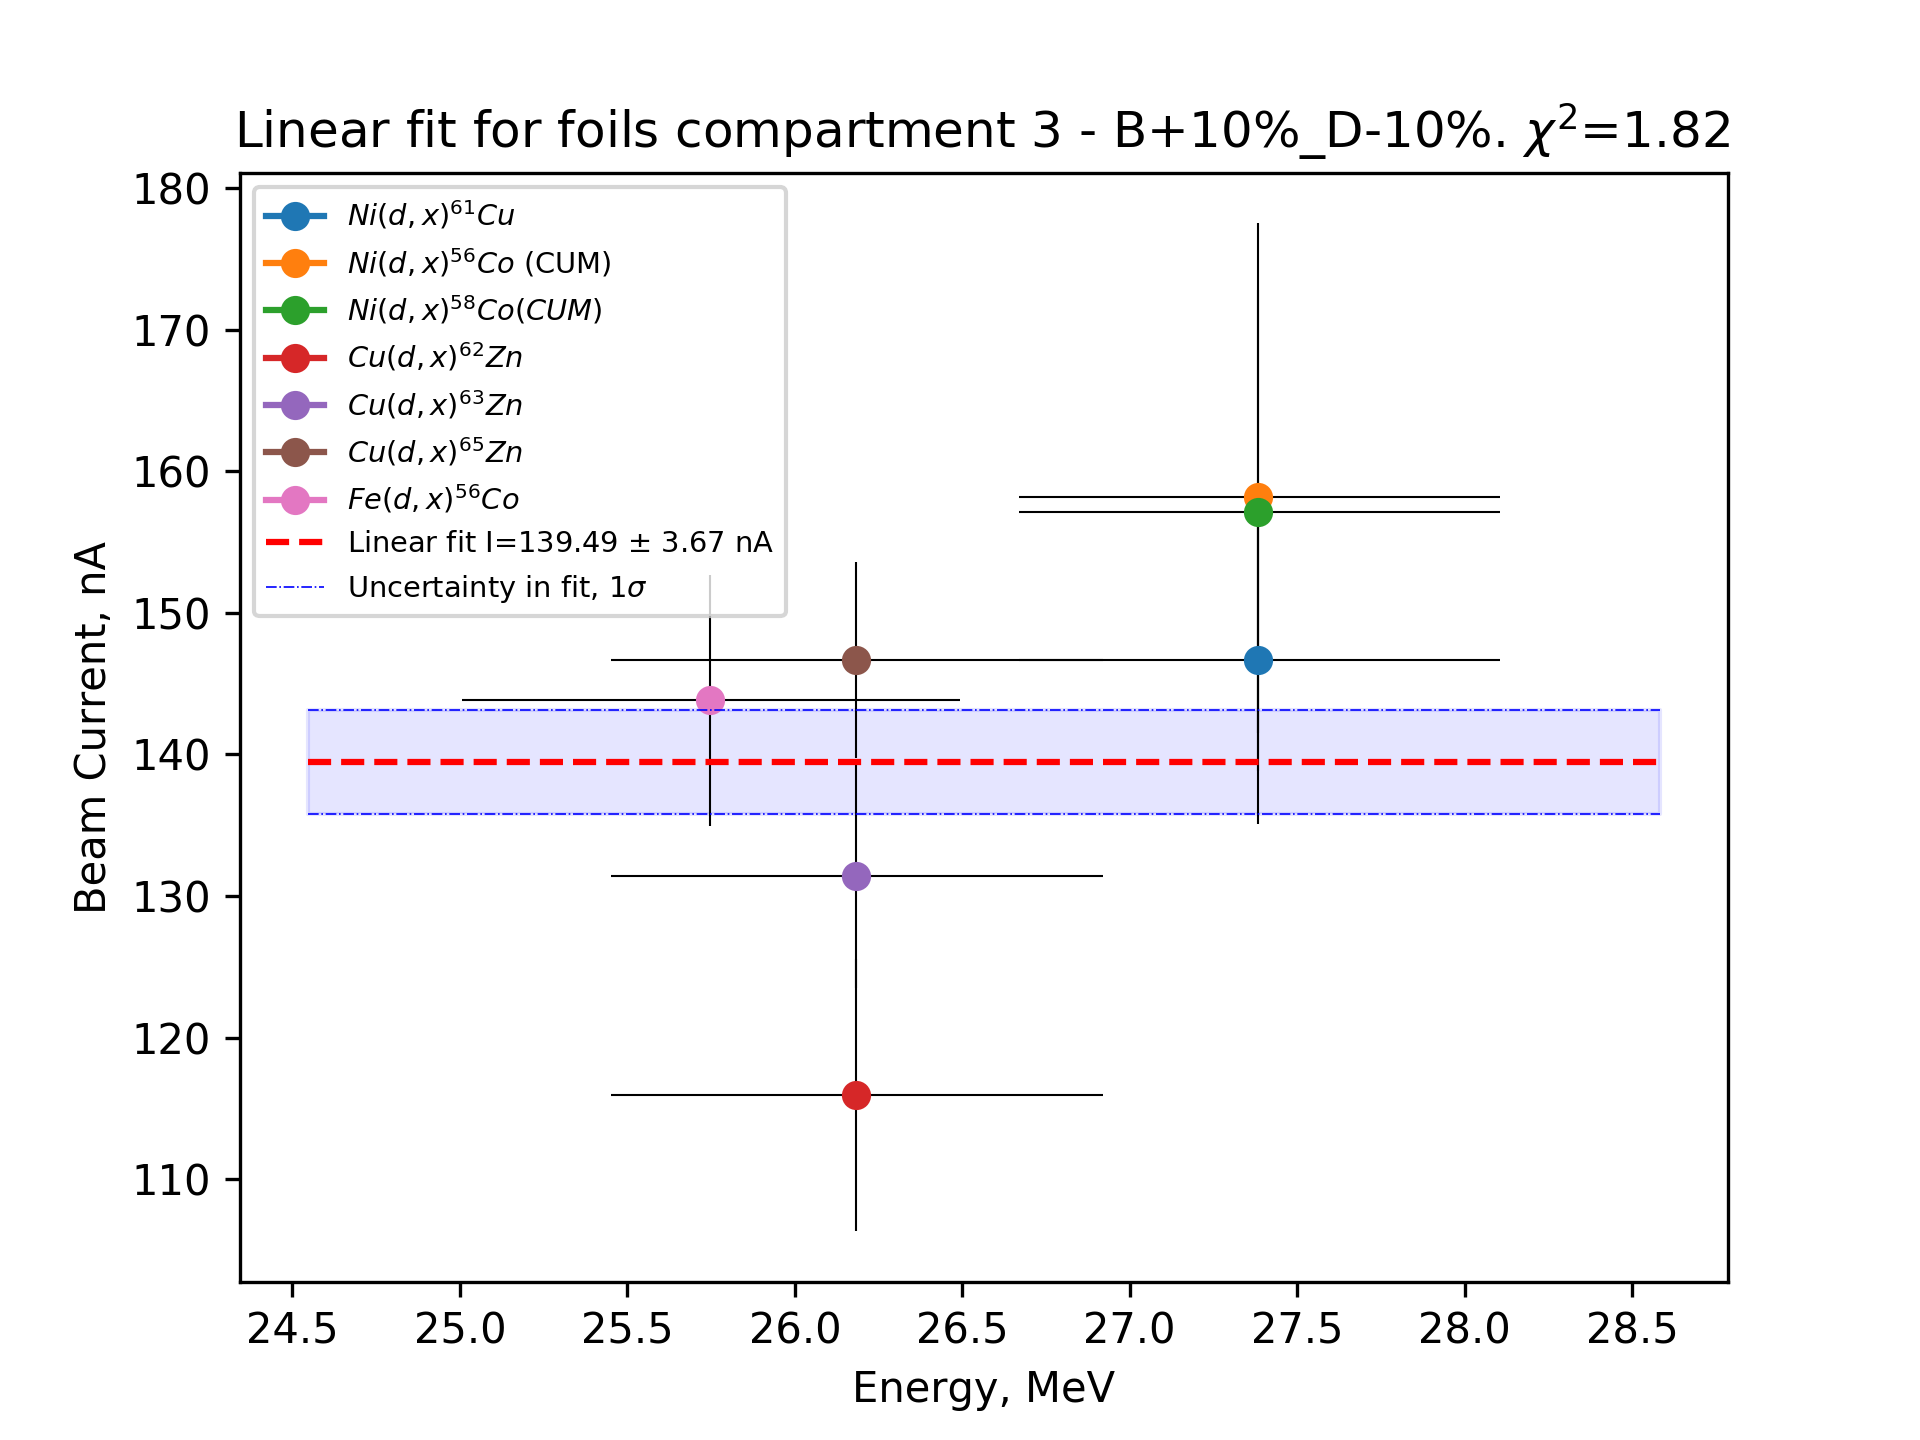 Linear fit for foils compartment 3 - B+10%_D-10%. χ²=1.82
180
170
160
150
140
130
120
110
Beam Current, nA
Ni(d, x)⁶¹Cu
Ni(d, x)⁵⁶Co (CUM)
Ni(d, x)⁵⁸Co(CUM)
Cu(d, x)⁶²Zn
Cu(d, x)⁶³Zn
Cu(d, x)⁶⁵Zn
Fe(d, x)⁵⁶Co
Linear fit I=139.49 ± 3.67 nA
Uncertainty in fit, 1σ
24.5 25.0 25.5 26.0 26.5 27.0 27.5 28.0 28.5
Energy, MeV